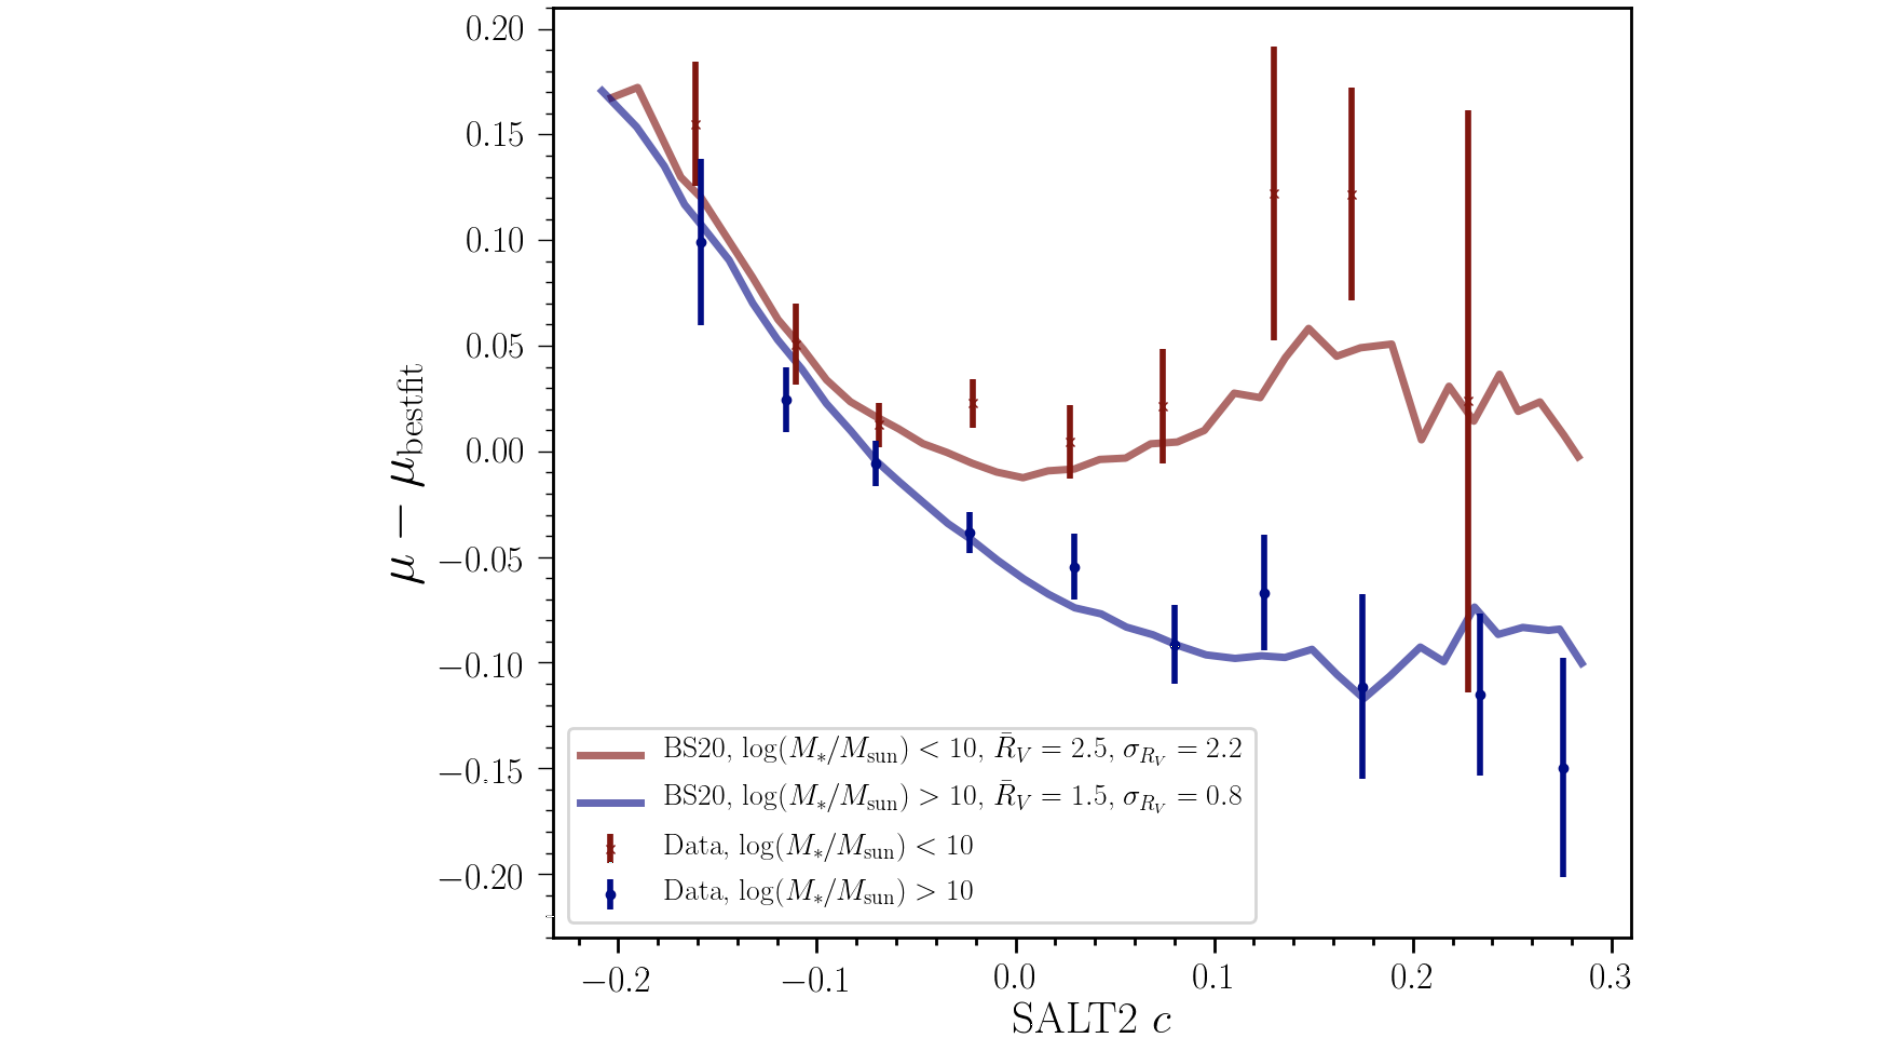 0.20
0.15
0.10
0.05
0.00
−0.05
−0.10
−0.15
−0.20
μ − μbestfit
BS20, log(M*/Msun) < 10, R̄V = 2.5, σRV = 2.2
BS20, log(M*/Msun) > 10, R̄V = 1.5, σRV = 0.8
Data, log(M*/Msun) < 10
Data, log(M*/Msun) > 10
−0.2 −0.1 0.0 0.1 0.2 0.3
SALT2 c